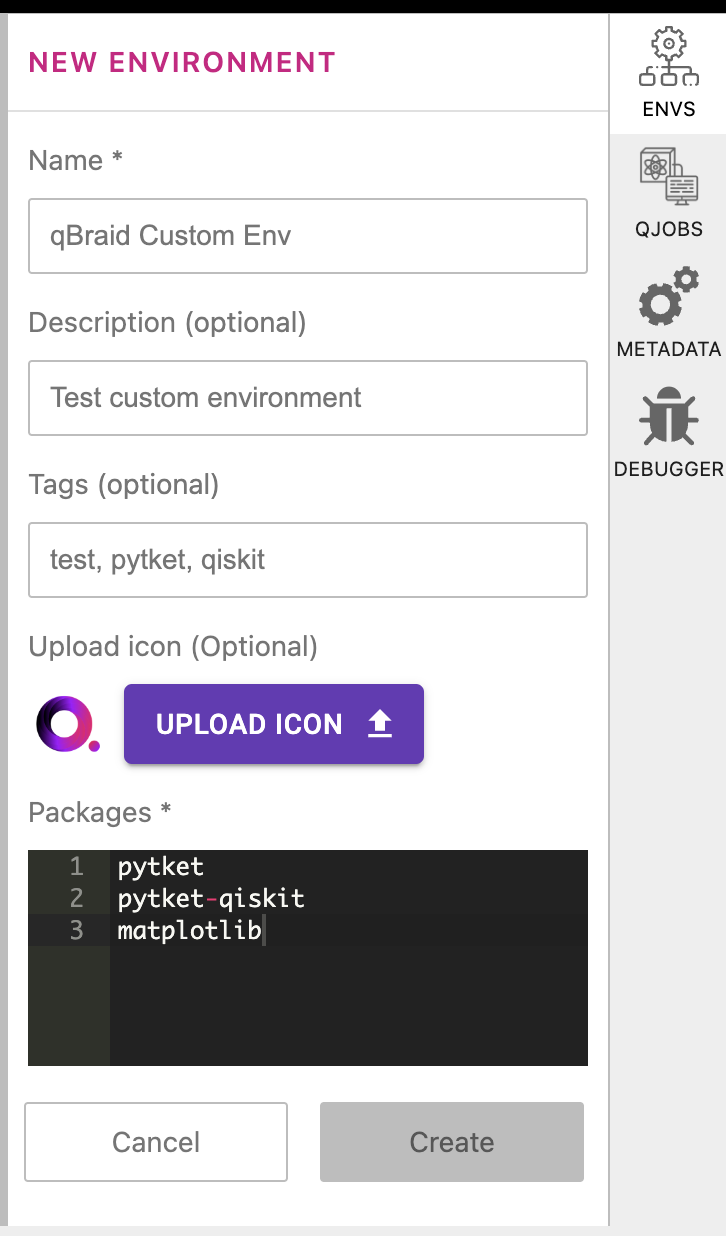 NEW ENVIRONMENT
Name *
qBraid Custom Env
Description (optional)
Test custom environment
Tags (optional)
test, pytket, qiskit
Upload icon (Optional)
UPLOAD ICON
Packages *
1 pytket
2 pytket-qiskit
3 matplotlib
Cancel
Create
ENVS
QJOBS
METADATA
DEBUGGER